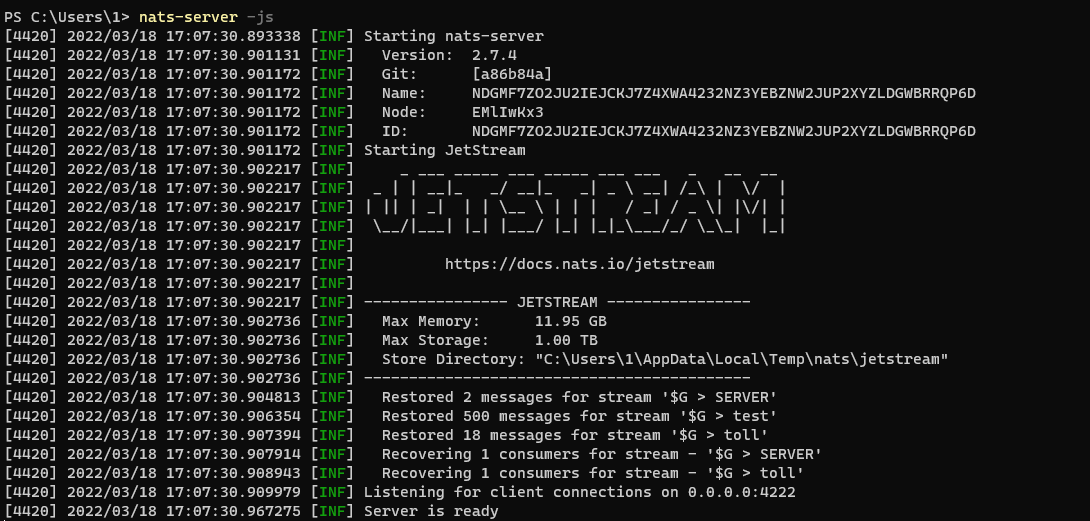 PS C:\Users\1> nats-server -js
[4420] 2022/03/18 17:07:30.893338 [INF] Starting nats-server
[4420] 2022/03/18 17:07:30.901131 [INF]   Version:  2.7.4
[4420] 2022/03/18 17:07:30.901172 [INF]   Git:      [a86b84a]
[4420] 2022/03/18 17:07:30.901172 [INF]   Name:     NDGMF7ZO2JU2IEJCKJ7Z4XWA4232NZ3YEBZNW2JUP2XYZLDGWBRRQP6D
[4420] 2022/03/18 17:07:30.901172 [INF]   Node:     EMlIwKx3
[4420] 2022/03/18 17:07:30.901172 [INF]   ID:       NDGMF7ZO2JU2IEJCKJ7Z4XWA4232NZ3YEBZNW2JUP2XYZLDGWBRRQP6D
[4420] 2022/03/18 17:07:30.901172 [INF] Starting JetStream
[4420] 2022/03/18 17:07:30.902217 [INF]     _ ___ _____ ___ _____ ___ ___   _   __  __
[4420] 2022/03/18 17:07:30.902217 [INF]  _ | | __|_   _/ __|_   _| _ \ __| /_\ |  \/  |
[4420] 2022/03/18 17:07:30.902217 [INF] | || | _|  | | \__ \ | | |   / _| / _ \| |\/| |
[4420] 2022/03/18 17:07:30.902217 [INF]  \__/|___| |_| |___/ |_| |_|_\___/_/ \_\_|  |_|
[4420] 2022/03/18 17:07:30.902217 [INF]
[4420] 2022/03/18 17:07:30.902217 [INF]          https://docs.nats.io/jetstream
[4420] 2022/03/18 17:07:30.902217 [INF]
[4420] 2022/03/18 17:07:30.902217 [INF] ---------------- JETSTREAM ----------------
[4420] 2022/03/18 17:07:30.902736 [INF]   Max Memory:      11.95 GB
[4420] 2022/03/18 17:07:30.902736 [INF]   Max Storage:     1.00 TB
[4420] 2022/03/18 17:07:30.902736 [INF]   Store Directory: "C:\Users\1\AppData\Local\Temp\nats\jetstream"
[4420] 2022/03/18 17:07:30.902736 [INF] -------------------------------------------
[4420] 2022/03/18 17:07:30.904813 [INF]   Restored 2 messages for stream '$G > SERVER'
[4420] 2022/03/18 17:07:30.906354 [INF]   Restored 500 messages for stream '$G > test'
[4420] 2022/03/18 17:07:30.907394 [INF]   Restored 18 messages for stream '$G > toll'
[4420] 2022/03/18 17:07:30.907914 [INF]   Recovering 1 consumers for stream - '$G > SERVER'
[4420] 2022/03/18 17:07:30.908943 [INF]   Recovering 1 consumers for stream - '$G > toll'
[4420] 2022/03/18 17:07:30.909979 [INF] Listening for client connections on 0.0.0.0:4222
[4420] 2022/03/18 17:07:30.967275 [INF] Server is ready